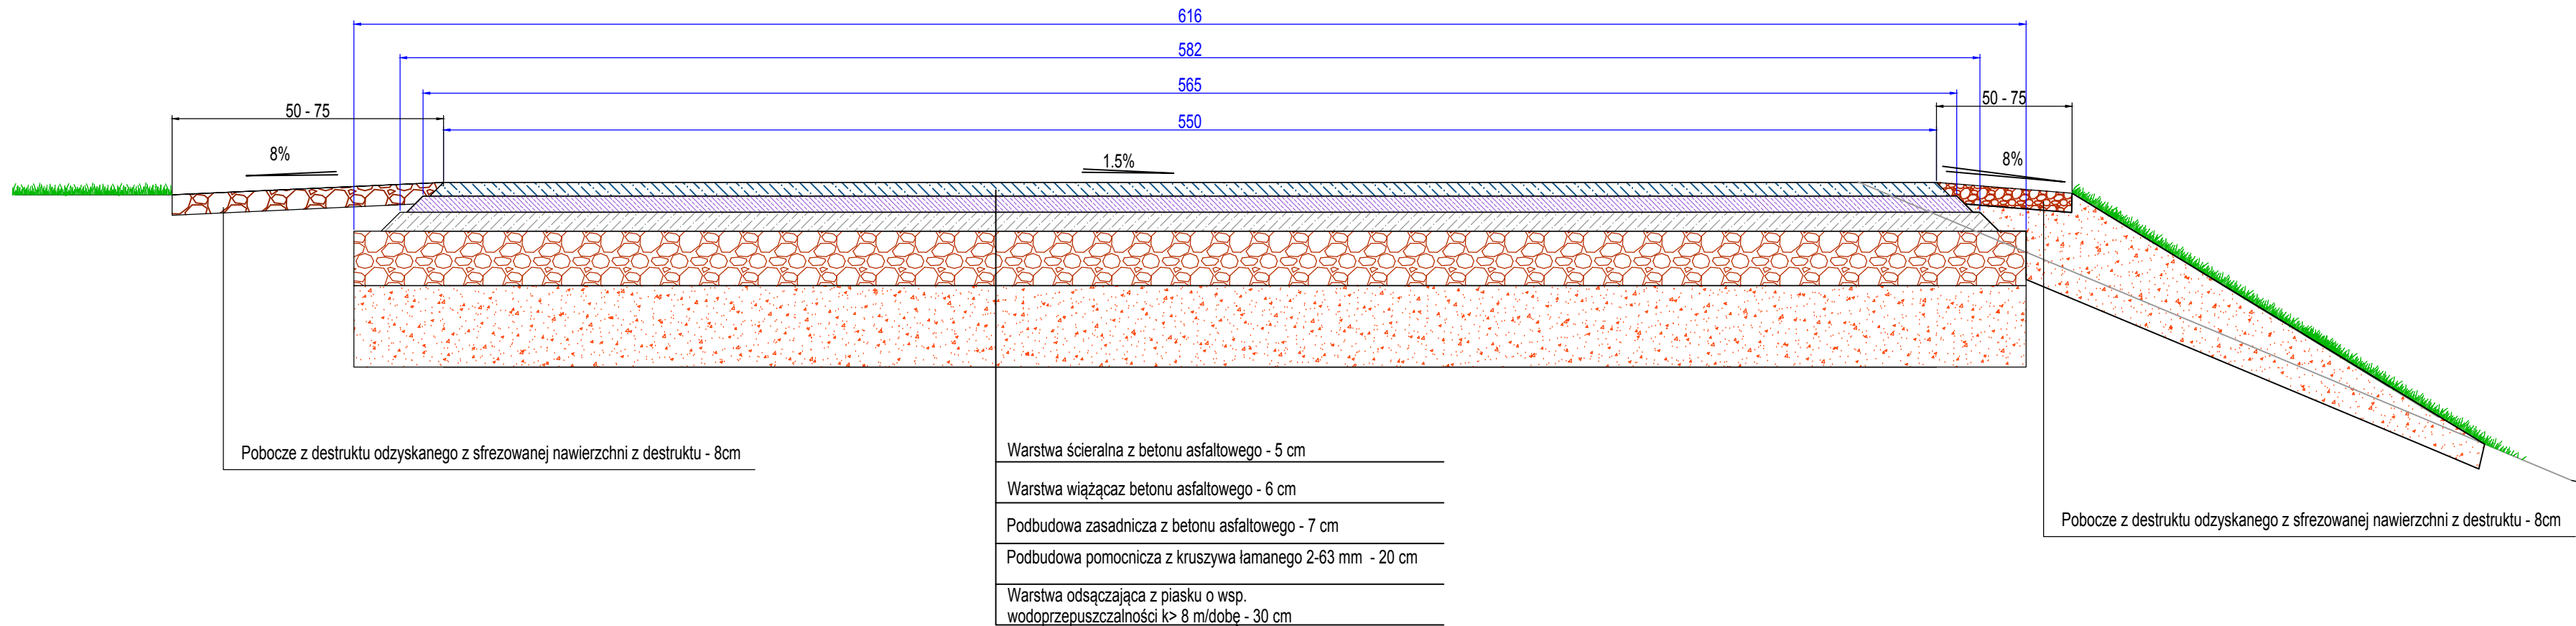 616
582
565
50 - 75
50 - 75
550
8%
1.5%
8%
Pobocze z destruktu odzyskanego z sfrezowanej nawierzchni z destruktu - 8cm
Warstwa ścieralna z betonu asfaltowego - 5 cm
Warstwa wiążącaz betonu asfaltowego - 6 cm
Podbudowa zasadnicza z betonu asfaltowego - 7 cm
Podbudowa pomocnicza z kruszywa łamanego 2-63 mm - 20 cm
Warstwa odsączająca z piasku o wsp.
wodoprzepuszczalności k> 8 m/dobę - 30 cm
Pobocze z destruktu odzyskanego z sfrezowanej nawierzchni z destruktu - 8cm